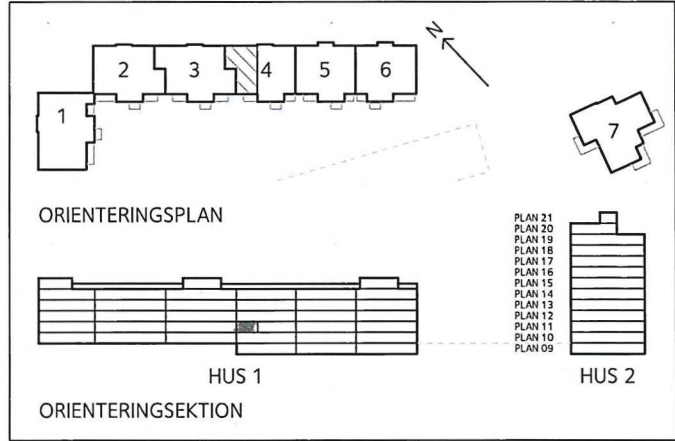 N
2 3 4 5 6
1
7
ORIENTERINGSPLAN
PLAN 21
PLAN 20
PLAN 19
PLAN 18
PLAN 17
PLAN 16
PLAN 15
PLAN 14
PLAN 13
PLAN 12
PLAN 11
PLAN 10
PLAN 09
HUS 1
HUS 2
ORIENTERINGSEKTION